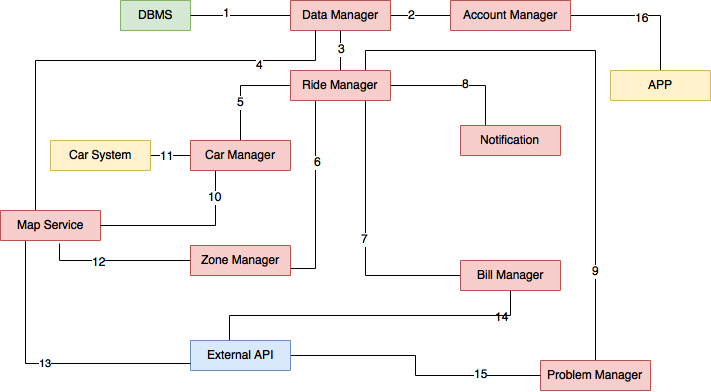 DBMS
1
Data Manager
2
Account Manager
16
3
4
Ride Manager
8
APP
5
Notification
Car System
11
Car Manager
6
10
Map Service
7
12
Zone Manager
Bill Manager
9
14
External API
13
15
Problem Manager